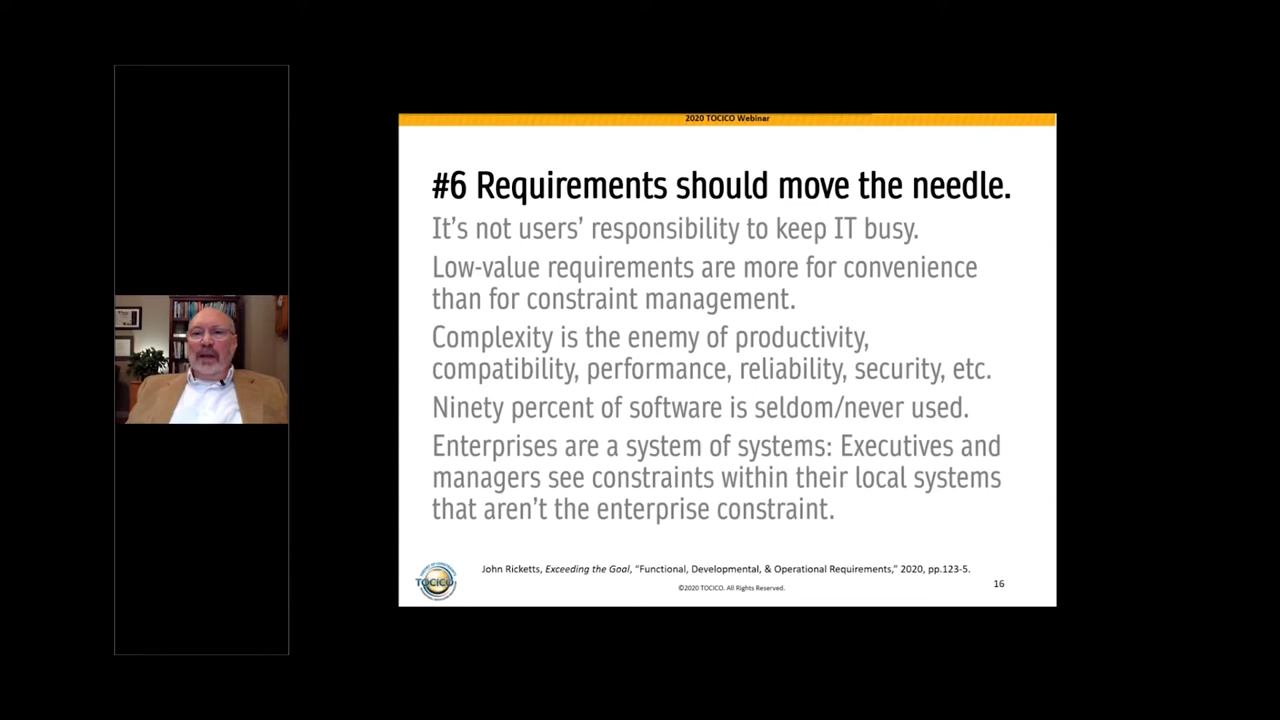 2020 TOCICO Webinar
#6 Requirements should move the needle.
It's not users' responsibility to keep IT busy.
Low-value requirements are more for convenience
than for constraint management.
Complexity is the enemy of productivity,
compatibility, performance, reliability, security, etc.
Ninety percent of software is seldom/never used.
Enterprises are a system of systems: Executives and
managers see constraints within their local systems
that aren't the enterprise constraint.
TOCICO
John Ricketts, Exceeding the Goal, “Functional, Developmental, & Operational Requirements,” 2020, pp.123-5.
©2020 TOCICO. All Rights Reserved.
16